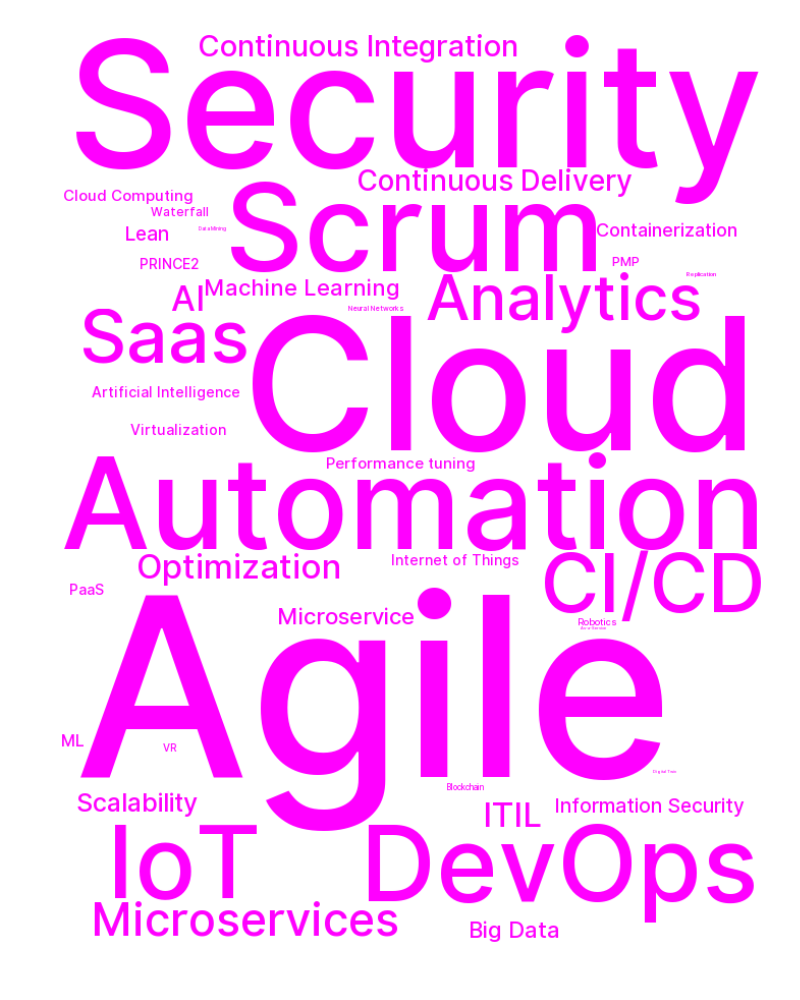 Continuous Integration
Security
Continuous Delivery
Cloud Computing
Scrum
Waterfall
Data Mining
Lean
Containerization
PRINCE2
PMP
Replication
Machine Learning
AI
Analytics
Neural Networks
Saas
Cloud
Artificial Intelligence
Virtualization
Performance tuning
Automation
Internet of Things
Optimization
CI/CD
PaaS
Microservice
Robotics
Agile
ML
VR
Digital Twin
Blockchain
Scalability
Information Security
ITIL
IoT
DevOps
Microservices
Big Data